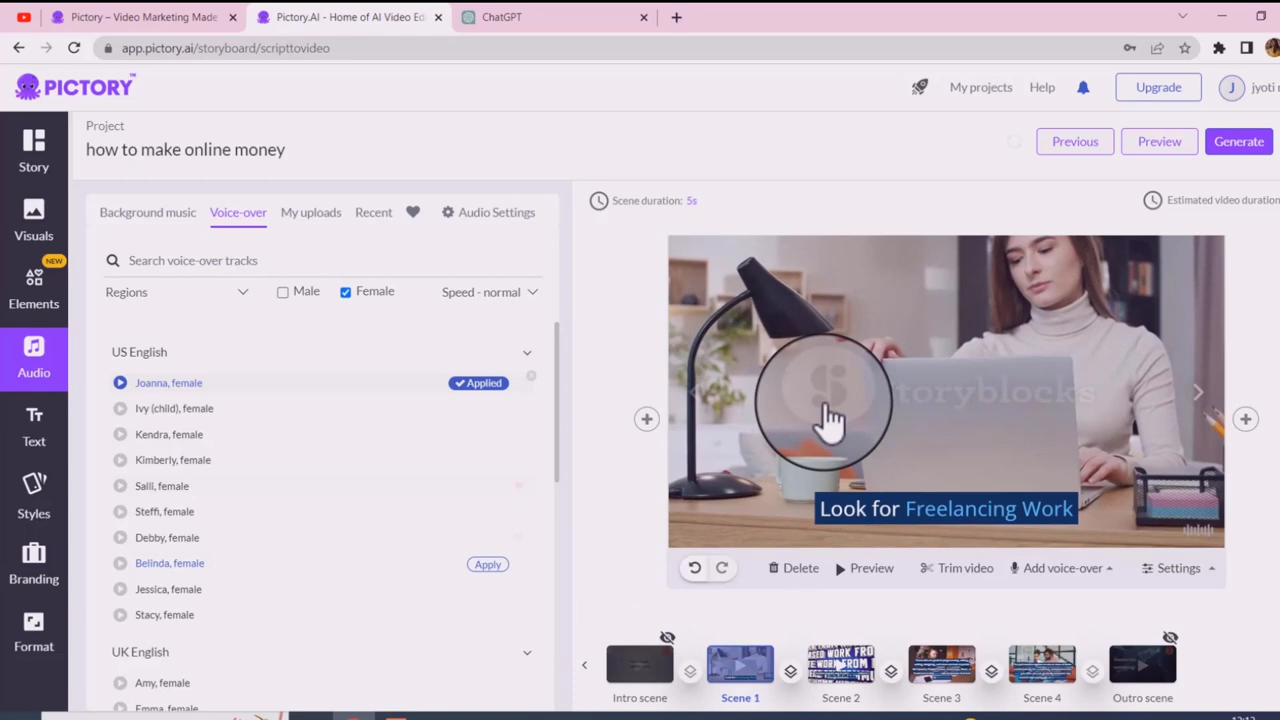 Pictory – Video Marketing Made
Pictory.AI - Home of AI Video Edi
ChatGPT
app.pictory.ai/storyboard/scripttovideo
PICTORY
My projects
Help
Upgrade
J
jyoti
Project
how to make online money
Previous
Preview
Generate
Story
Visuals
NEW
Elements
Audio
Text
Styles
Branding
Format
Background music
Voice-over
My uploads
Recent
Audio Settings
Search voice-over tracks
Regions
Male
Female
Speed - normal
US English
Joanna, female
Applied
Ivy (child), female
Kendra, female
Kimberly, female
Salli, female
Steffi, female
Debby, female
Belinda, female
Apply
Jessica, female
Stacy, female
UK English
Amy, female
Emma, female
Scene duration: 5s
Estimated video duration
storyblocks
Look for Freelancing Work
Delete
Preview
Trim video
Add voice-over
Settings
Intro scene
Scene 1
Scene 2
Scene 3
Scene 4
Outro scene